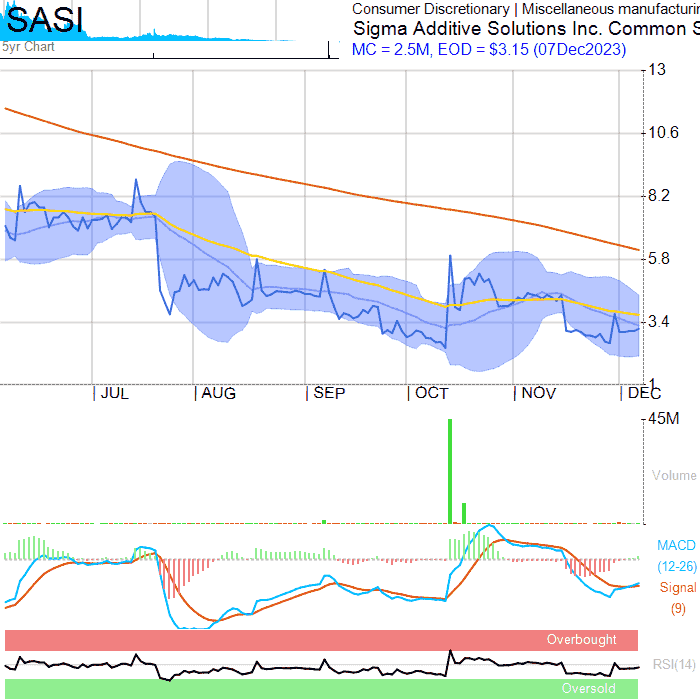 SASI
5yr Chart
Consumer Discretionary | Miscellaneous manufacturin
Sigma Additive Solutions Inc. Common S
MC = 2.5M, EOD = $3.15 (07Dec2023)
13
10.6
8.2
5.8
3.4
1
JUL AUG SEP OCT NOV DEC
45M
Volume
MACD
(12-26)
Signal
(9)
Overbought
RSI(14)
Oversold